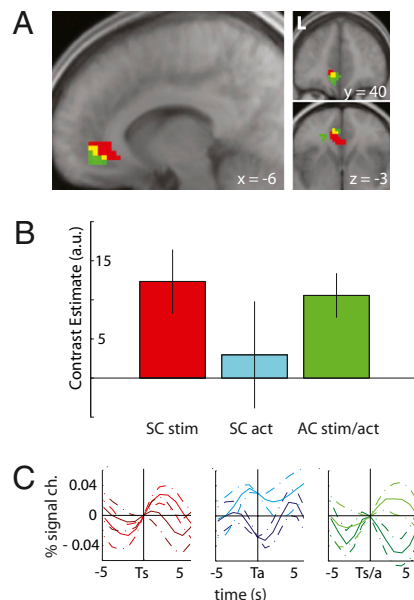 A
L
y = 40
x = -6
z = -3
B
Contrast Estimate (a.u.)
15
5
SC stim
SC act
AC stim/act
C
% signal ch.
0.04
0
- 0.04
-5 Ts 5
-5 Ta 5
-5 Ts/a 5
time (s)